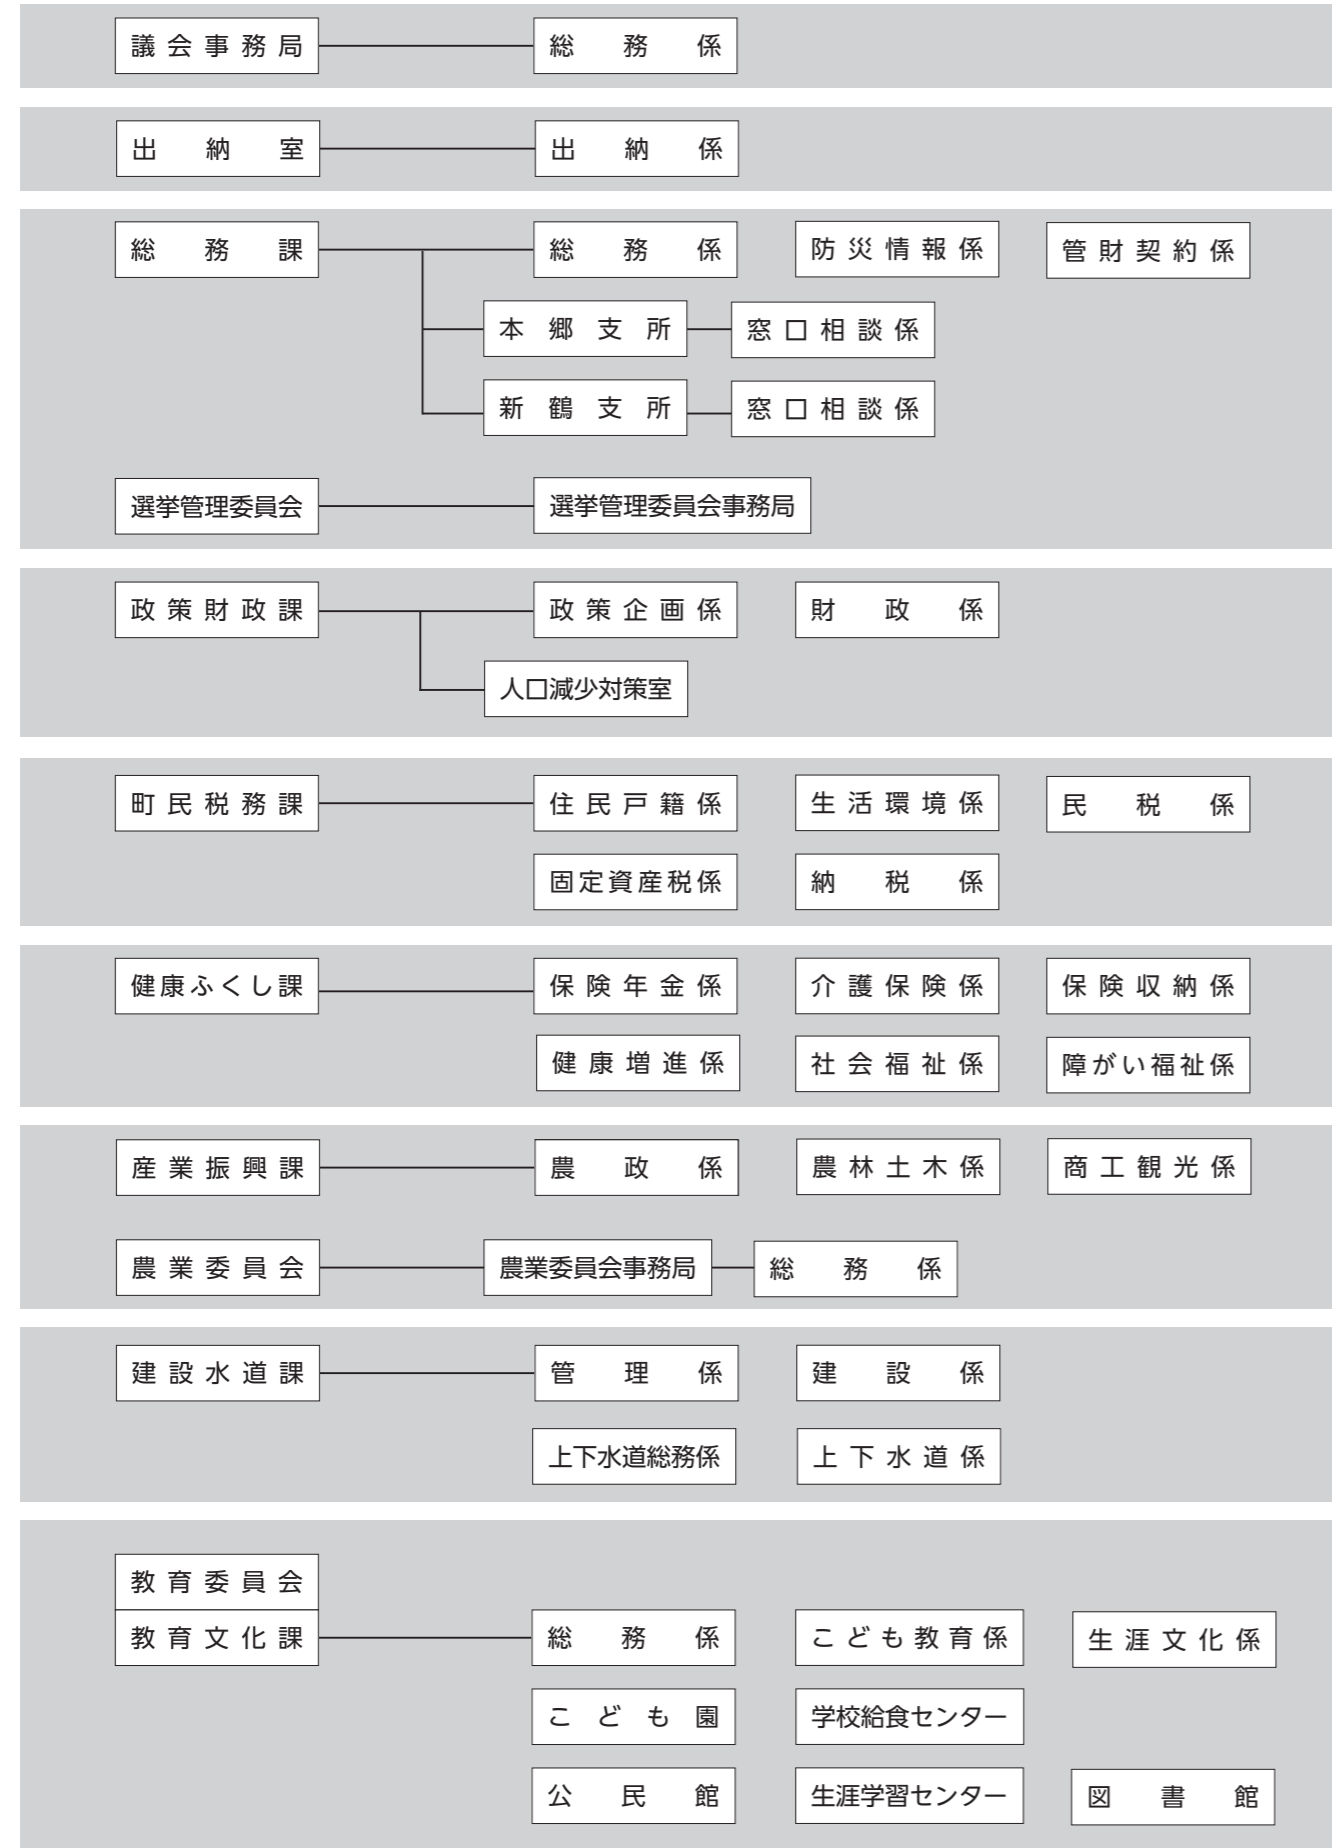 議会事務局 総務係
出納室 出納係
総務課 総務係 防災情報係 管財契約係
本郷支所 窓口相談係
新鶴支所 窓口相談係
選挙管理委員会 選挙管理委員会事務局
政策財政課 政策企画係 財政係
人口減少対策室
町民税務課 住民戸籍係 生活環境係 民税係
固定資産税係 納税係
健康ふくし課 保険年金係 介護保険係 保険収納係
健康増進係 社会福祉係 障がい福祉係
産業振興課 農政係 農林土木係 商工観光係
農業委員会 農業委員会事務局 総務係
建設水道課 管理係 建設係
上下水道総務係 上下水道係
教育委員会
教育文化課 総務係 こども教育係 生涯文化係
こども園 学校給食センター
公民館 生涯学習センター 図書館